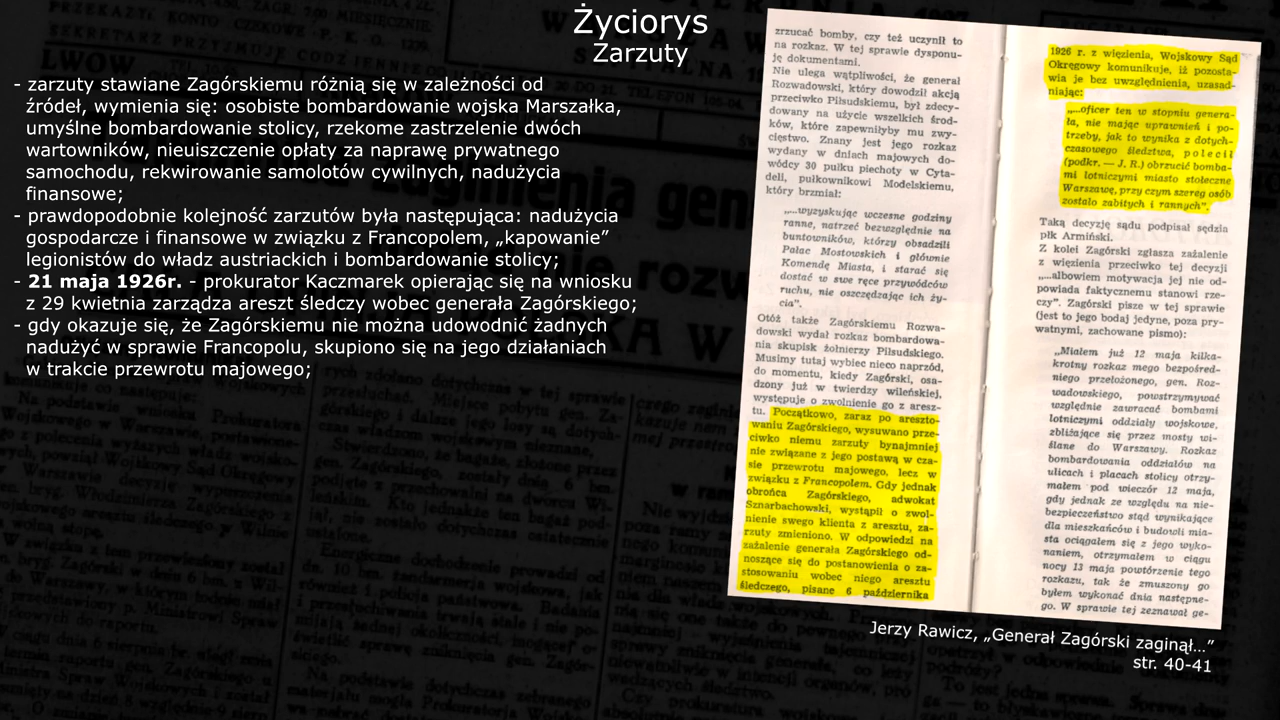 Życiorys
Zarzuty
- zarzuty stawiane Zagórskiemu różnią się w zależności od
źródeł, wymienia się: osobiste bombardowanie wojska Marszałka,
umyślne bombardowanie stolicy, rzekome zastrzelenie dwóch
wartowników, nieuiszczenie opłaty za naprawę prywatnego
samochodu, rekwirowanie samolotów cywilnych, nadużycia
finansowe;
- prawdopodobnie kolejność zarzutów była następująca: nadużycia
gospodarcze i finansowe w związku z Francopolem, „kapowanie”
legionistów do władz austriackich i bombardowanie stolicy;
- 21 maja 1926r. - prokurator Kaczmarek opierając się na wniosku
z 29 kwietnia zarządza areszt śledczy wobec generała Zagórskiego;
- gdy okazuje się, że Zagórskiemu nie można udowodnić żadnych
nadużyć w sprawie Francopolu, skupiono się na jego działaniach
w trakcie przewrotu majowego;
zrzucać bomby, czy też uczynił to
na rozkaz. W tej sprawie dysponu-
ję dokumentami.
Nie ulega wątpliwości, że generał
Rozwadowski, który dowodził akcją
przeciwko Piłsudskiemu, był zdecy-
dowany na użycie wszelkich środ-
ków, które zapewniłyby mu zwy-
cięstwo. Znany jest jego rozkaz
wydany w dniach majowych do-
wódcy 30 pułku piechoty w Cyta-
deli, pułkownikowi Modelskiemu,
który brzmiał:
„...wyzyskując wczesne godziny
ranne, natrzeć bezwzględnie na
buntowników, którzy obsadzili
Pałac Mostowskich i głównie
Komendę Miasta, i starać się
dostać w swe ręce przywódców
ruchu, nie oszczędzając ich ży-
cia”.
Otóż także Zagórskiemu Rozwa-
dowski wydał rozkaz bombardowa-
nia skupisk żołnierzy Piłsudskiego.
Musimy tutaj wybiec nieco naprzód,
do momentu, kiedy Zagórski, osa-
dzony już w twierdzy wileńskiej,
występuje o zwolnienie go z aresz-
tu. Początkowo, zaraz po areszto-
waniu Zagórskiego, wysuwano prze-
ciwko niemu zarzuty bynajmniej
nie związane z jego postawą w cza-
sie przewrotu majowego, lecz w
związku z Francopolem. Gdy jednak
obrońca Zagórskiego, adwokat
Sznarbachowski, wystąpił o zwol-
nienie swego klienta z aresztu, za-
rzuty zmieniono. W odpowiedzi na
zażalenie generała Zagórskiego od-
noszące się do postanowienia o za-
stosowaniu wobec niego aresztu
śledczego, pisane 6 października
1926 r. z więzienia, Wojskowy Sąd
Okręgowy komunikuje, iż pozosta-
wia je bez uwzględnienia, uzasad-
niając:
„...oficer ten w stopniu genera-
ła, nie mając uprawnień i po-
trzeby, jak to wynika z dotych-
czasowego śledztwa, polecił
(podkr. — J. R.) obrzucić bomba-
mi lotniczymi miasto stołeczne
Warszawę, przy czym szereg osób
zostało zabitych i rannych”.
Taką decyzję sądu podpisał sędzia
płk Armiński.
Z kolei Zagórski zgłasza zażalenie
z więzienia przeciwko tej decyzji
„...albowiem motywacja jej nie od-
powiada faktycznemu stanowi rze-
czy”. Zagórski pisze w tej sprawie
(jest to jego bodaj jedyne, poza pry-
watnymi, zachowane pismo):
„Miałem już 12 maja kilka-
krotny rozkaz mego bezpośred-
niego przełożonego, gen. Roz-
wadowskiego, powstrzymywać
względnie zawracać bombami
lotniczymi oddziały wojskowe,
zbliżające się przez mosty wi-
ślane do Warszawy. Rozkaz
bombardowania oddziałów na
ulicach i placach stolicy otrzy-
małem pod wieczór 12 maja,
gdy jednak ze względu na nie-
bezpieczeństwo stąd wynikające
dla mieszkańców i budowli mia-
sta ociągałem się z jego wyko-
naniem, otrzymałem w ciągu
nocy 13 maja powtórzenie tego
rozkazu, tak że zmuszony go
byłem wykonać dnia następne-
go. W sprawie tej zeznawał ge-
Jerzy Rawicz, „Generał Zagórski zaginął...”
str. 40-41